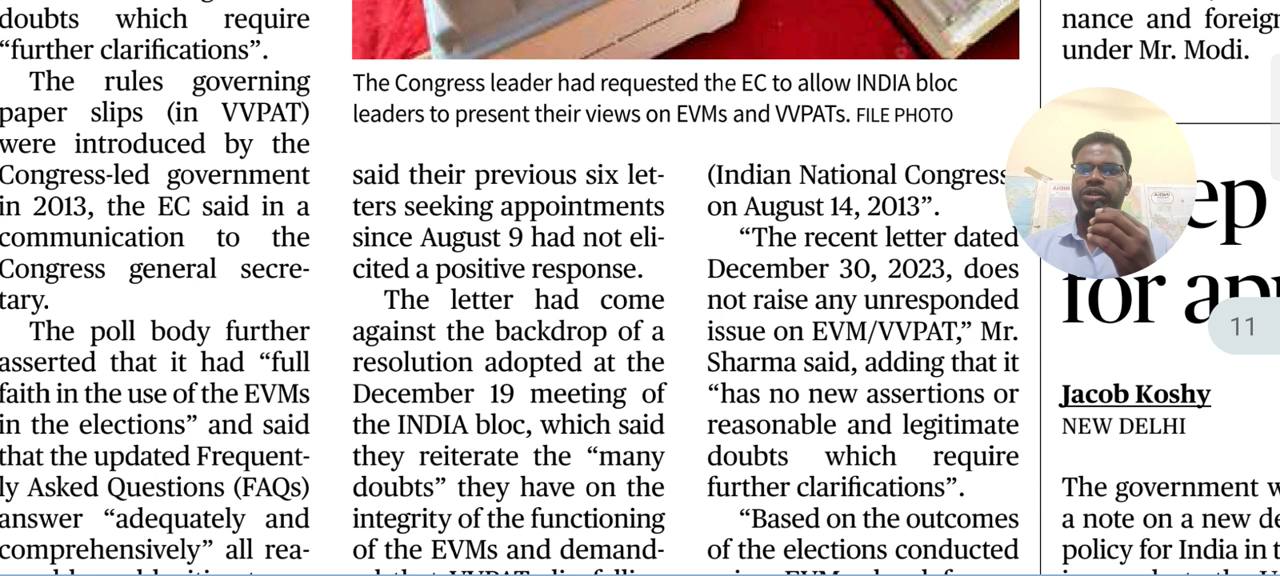 doubts which require
“further clarifications”.
The rules governing
paper slips (in VVPAT)
were introduced by the
Congress-led government
in 2013, the EC said in a
communication to the
Congress general secre-
tary.
The poll body further
asserted that it had “full
faith in the use of the EVMs
in the elections” and said
that the updated Frequent-
ly Asked Questions (FAQs)
answer “adequately and
comprehensively” all rea-
The Congress leader had requested the EC to allow INDIA bloc
leaders to present their views on EVMs and VVPATs. FILE PHOTO
said their previous six let-
ters seeking appointments
since August 9 had not eli-
cited a positive response.
The letter had come
against the backdrop of a
resolution adopted at the
December 19 meeting of
the INDIA bloc, which said
they reiterate the “many
doubts” they have on the
integrity of the functioning
of the EVMs and demand-
(Indian National Congress
on August 14, 2013”.
“The recent letter dated
December 30, 2023, does
not raise any unresponded
issue on EVM/VVPAT,” Mr.
Sharma said, adding that it
“has no new assertions or
reasonable and legitimate
doubts which require
further clarifications”.
“Based on the outcomes
of the elections conducted
nance and foreign
under Mr. Modi.
ep
for
11
Jacob Koshy
NEW DELHI
The government
a note on a new
policy for India in